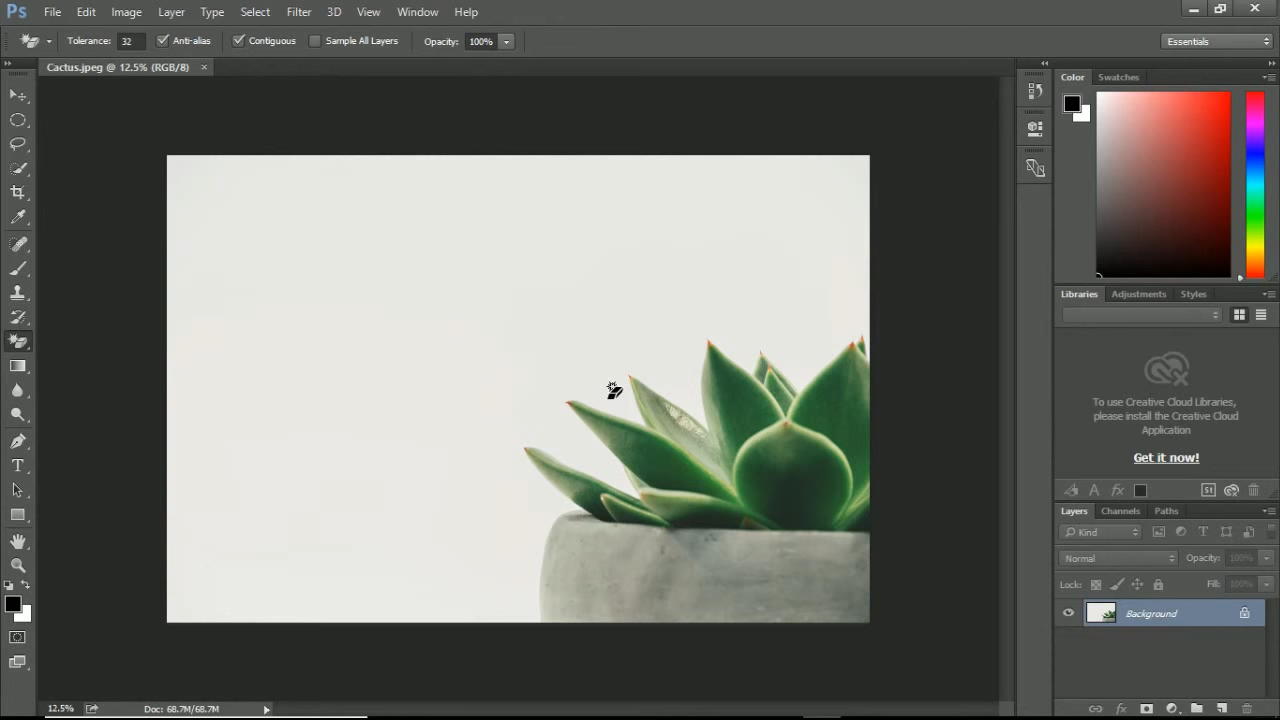 Ps File Edit Image Layer Type Select Filter 3D View Window Help
Tolerance: 32 Anti-alias Contiguous Sample All Layers Opacity: 100% Essentials
Cactus.jpeg @ 12.5% (RGB/8) ×
Color Swatches
Libraries Adjustments Styles
To use Creative Cloud Libraries,
please install the Creative Cloud
Application
Get it now!
St
Layers Channels Paths
Kind
Normal Opacity: 100%
Lock: Fill: 100%
Background
12.5% Doc: 68.7M/68.7M